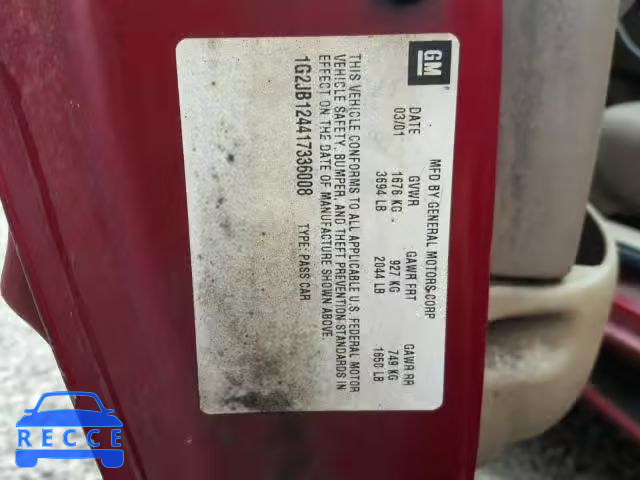 GM
MFD BY GENERAL MOTORS CORP
DATE GVWR GAWR FRT GAWR RR
03/01 1676 KG 927 KG 749 KG
3694 LB 2044 LB 1650 LB
THIS VEHICLE CONFORMS TO ALL APPLICABLE U.S. FEDERAL MOTOR
VEHICLE SAFETY, BUMPER, AND THEFT PREVENTION STANDARDS IN
EFFECT ON THE DATE OF MANUFACTURE SHOWN ABOVE.
1G2JB124417336008 TYPE: PASS CAR
RECCE